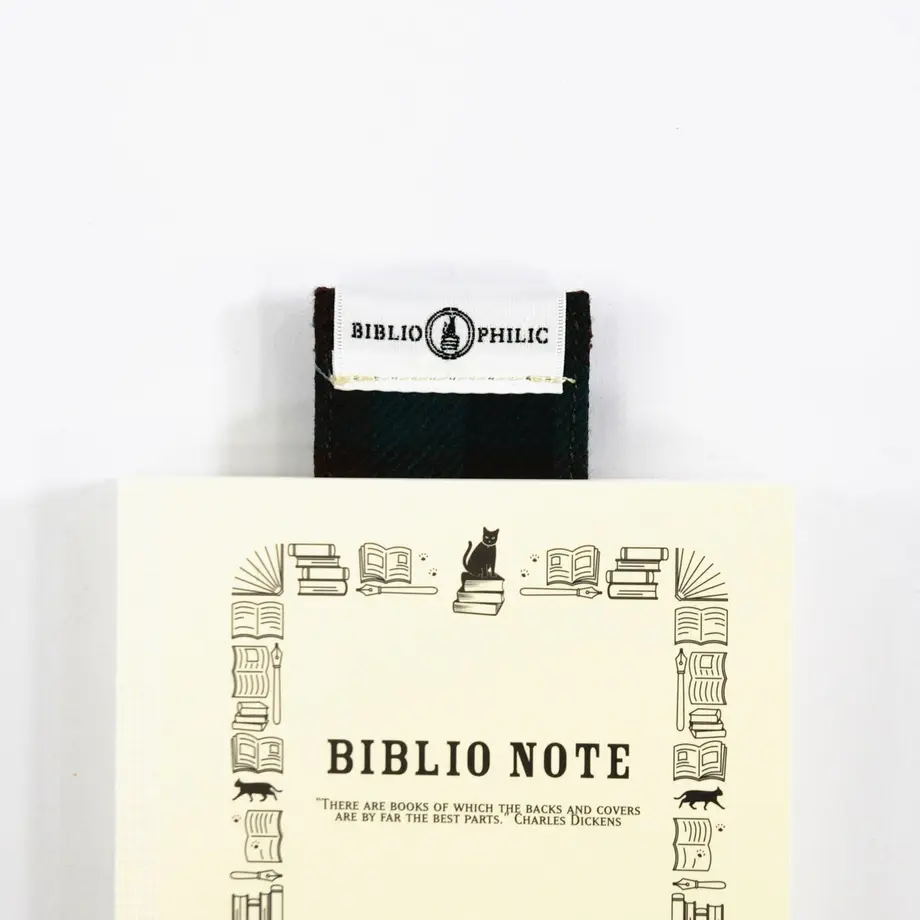 BIBLIO PHILIC
BIBLIO NOTE
"THERE ARE BOOKS OF WHICH THE BACKS AND COVERS
ARE BY FAR THE BEST PARTS." CHARLES DICKENS